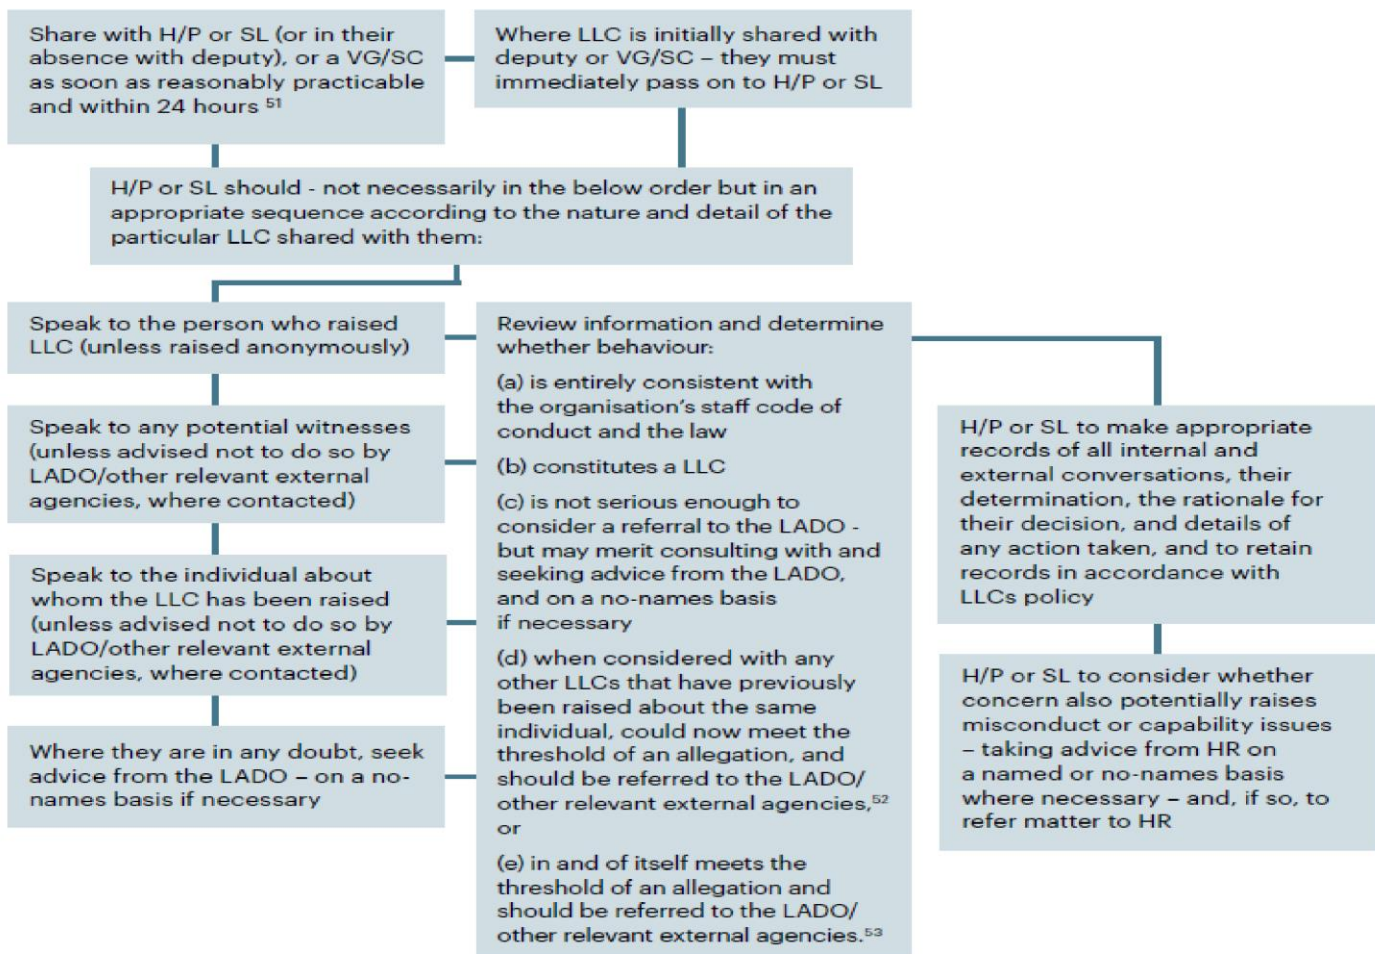 Share with H/P or SL (or in their
absence with deputy), or a VG/SC
as soon as reasonably practicable
and within 24 hours 51
Where LLC is initially shared with
deputy or VG/SC – they must
immediately pass on to H/P or SL
H/P or SL should - not necessarily in the below order but in an
appropriate sequence according to the nature and detail of the
particular LLC shared with them:
Speak to the person who raised
LLC (unless raised anonymously)
Speak to any potential witnesses
(unless advised not to do so by
LADO/other relevant external
agencies, where contacted)
Speak to the individual about
whom the LLC has been raised
(unless advised not to do so by
LADO/other relevant external
agencies, where contacted)
Where they are in any doubt, seek
advice from the LADO – on a no-
names basis if necessary
Review information and determine
whether behaviour:
(a) is entirely consistent with
the organisation's staff code of
conduct and the law
(b) constitutes a LLC
(c) is not serious enough to
consider a referral to the LADO -
but may merit consulting with and
seeking advice from the LADO,
and on a no-names basis
if necessary
(d) when considered with any
other LLCs that have previously
been raised about the same
individual, could now meet the
threshold of an allegation, and
should be referred to the LADO/
other relevant external agencies,52
or
(e) in and of itself meets the
threshold of an allegation and
should be referred to the LADO/
other relevant external agencies.53
H/P or SL to make appropriate
records of all internal and
external conversations, their
determination, the rationale for
their decision, and details of
any action taken, and to retain
records in accordance with
LLCs policy
H/P or SL to consider whether
concern also potentially raises
misconduct or capability issues
– taking advice from HR on
a named or no-names basis
where necessary – and, if so, to
refer matter to HR